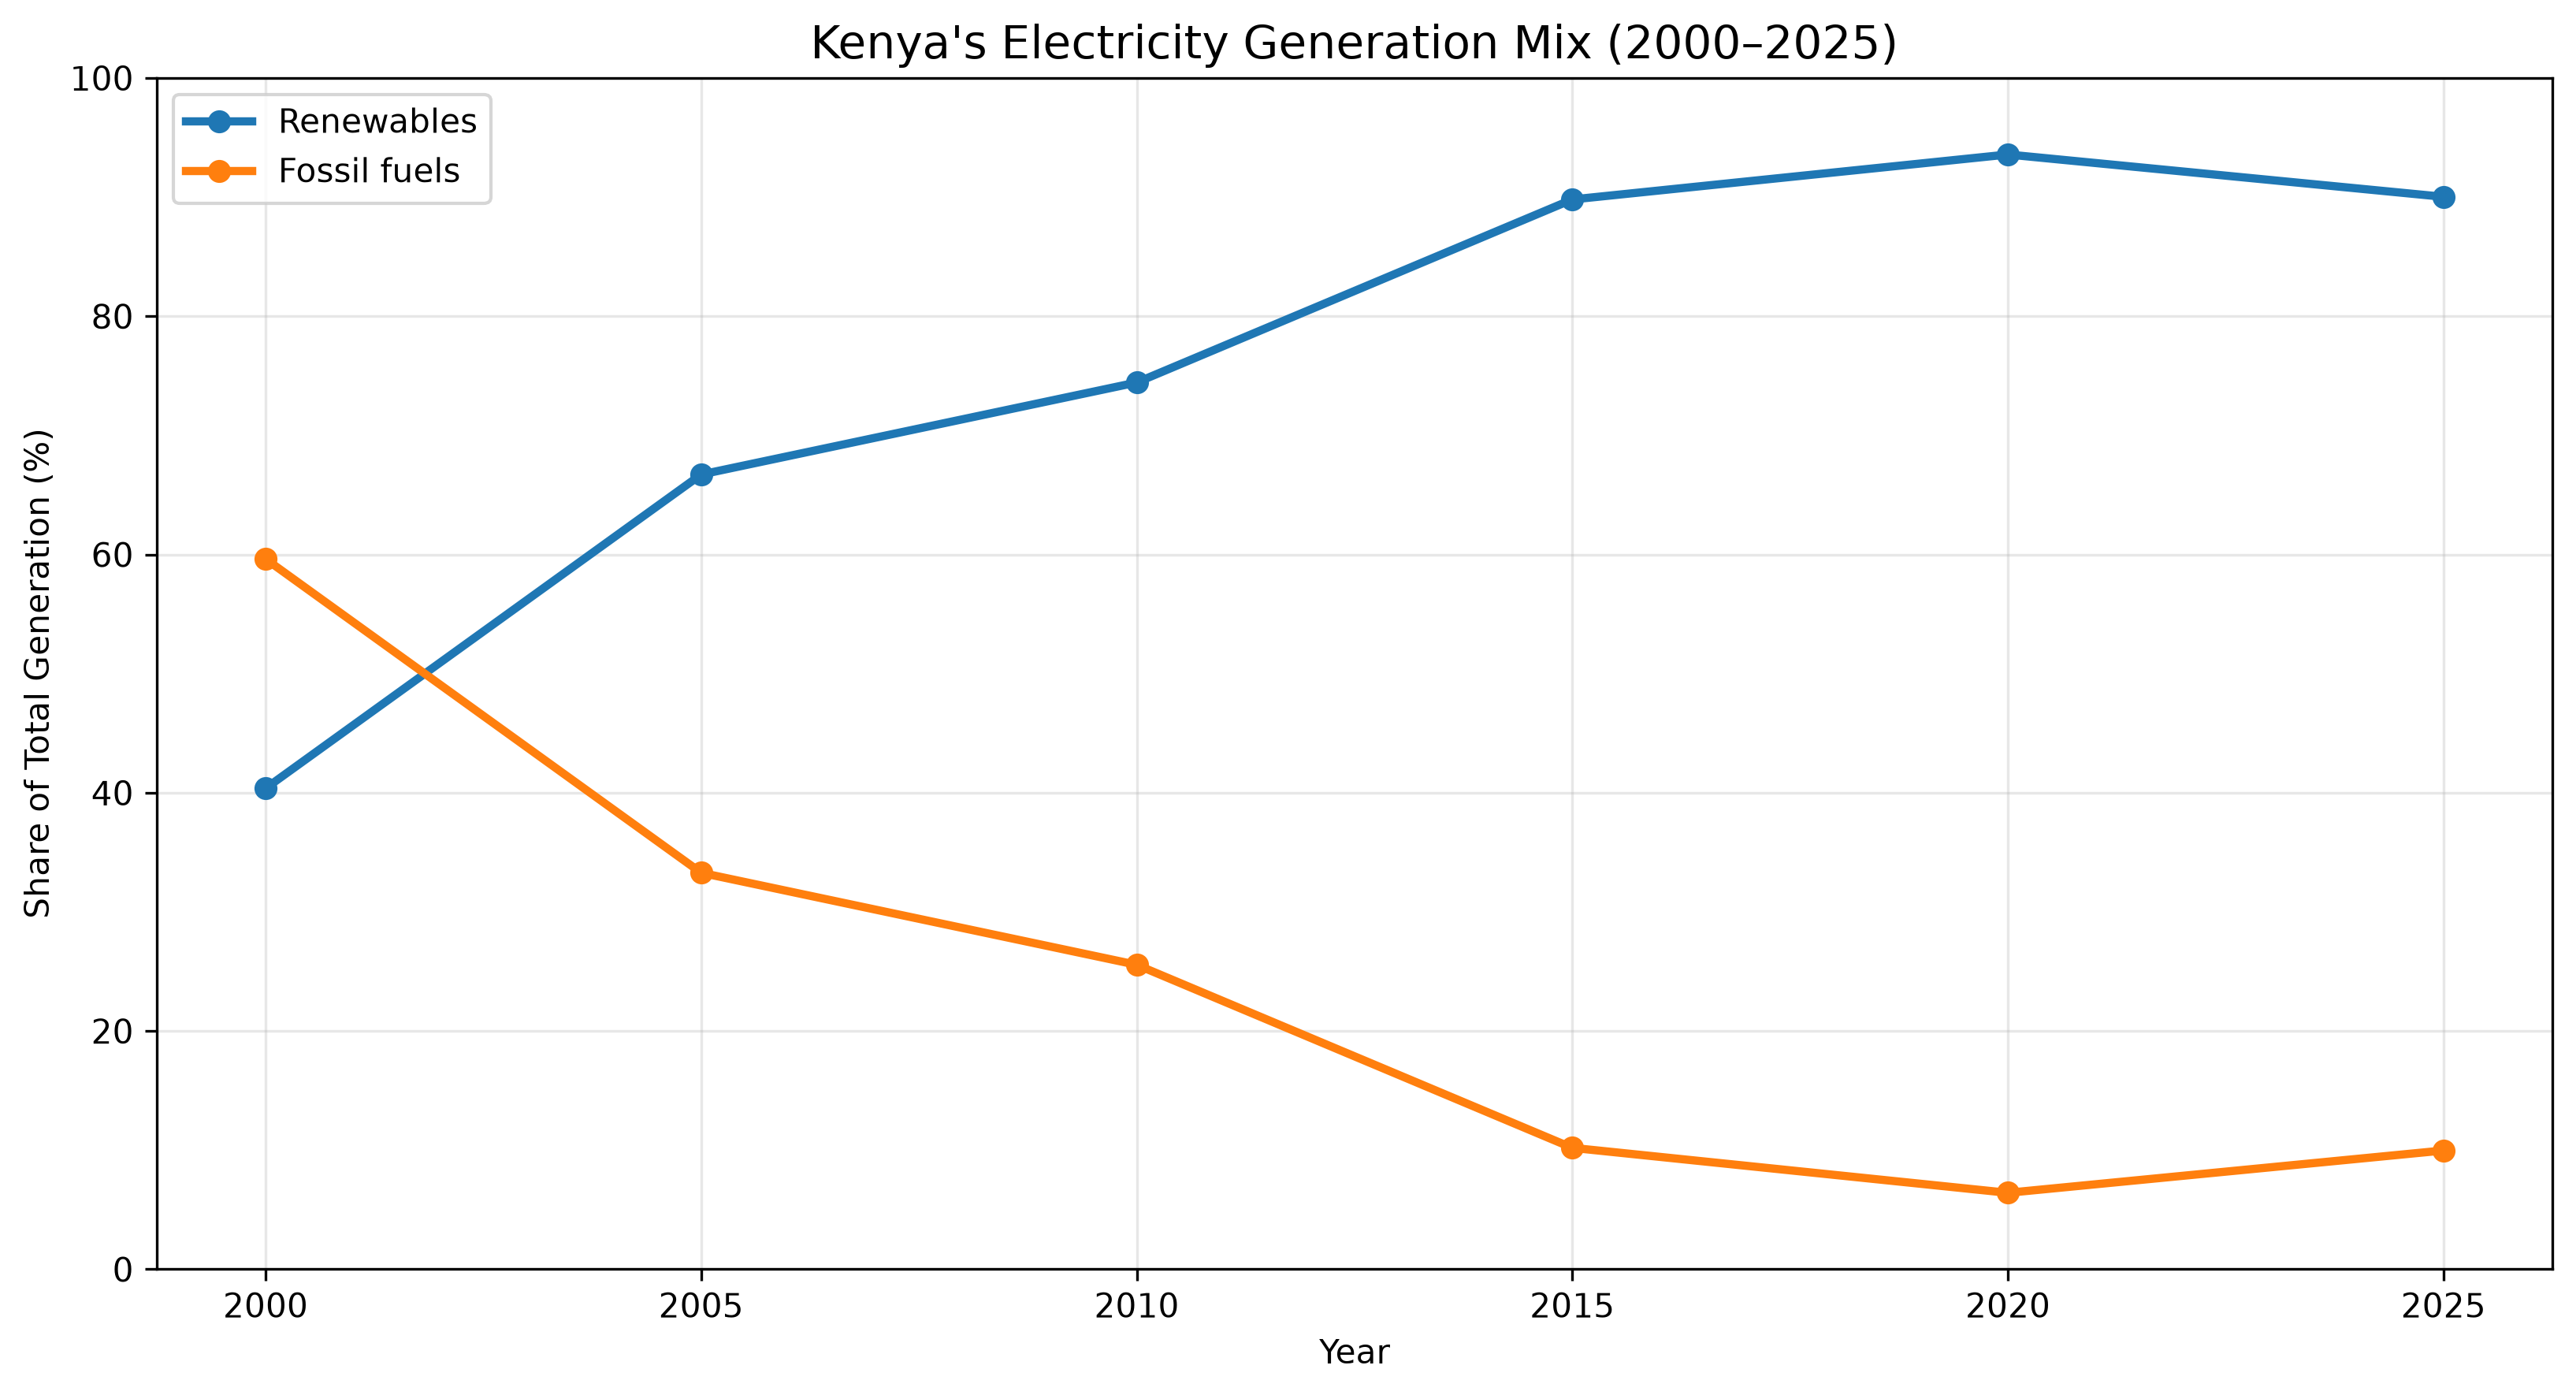 Kenya's Electricity Generation Mix (2000–2025)
Renewables
Fossil fuels
Share of Total Generation (%)
100
80
60
40
20
0
2000 2005 2010 2015 2020 2025
Year